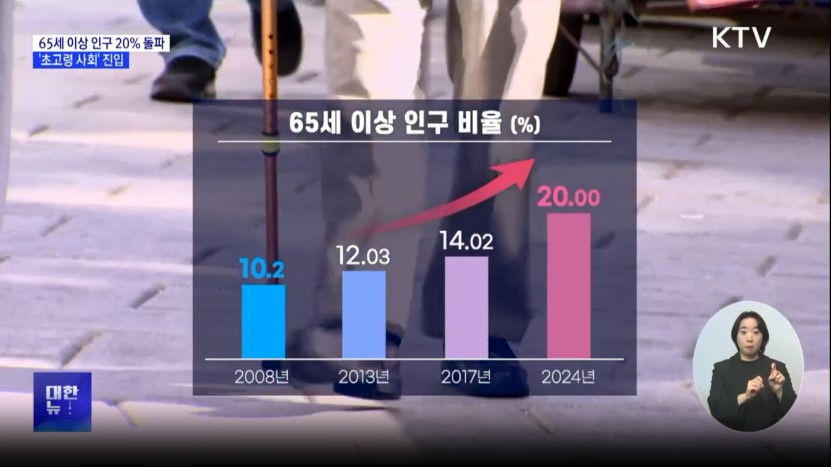 65세 이상 인구 20% 돌파
'초고령 사회' 진입
KTV
65세 이상 인구 비율 (%)
10.2
12.03
14.02
20.00
2008년
2013년
2017년
2024년
대한
뉴스